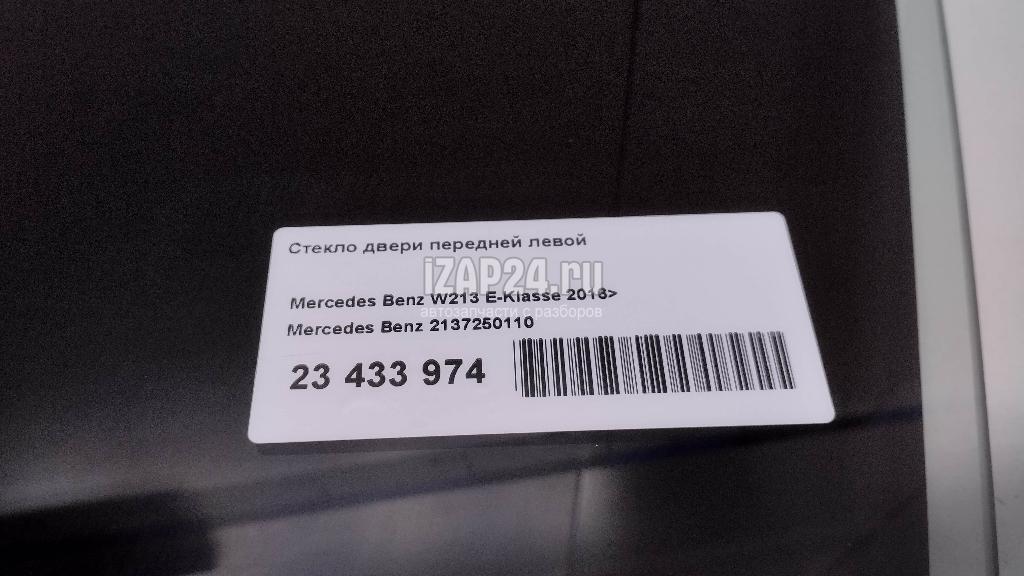 Стекло двери передней левой
iZAP24.ru
Mercedes Benz W213 E-Klasse 2016>
автозапчасти с разборов
Mercedes Benz 2137250110
23 433 974